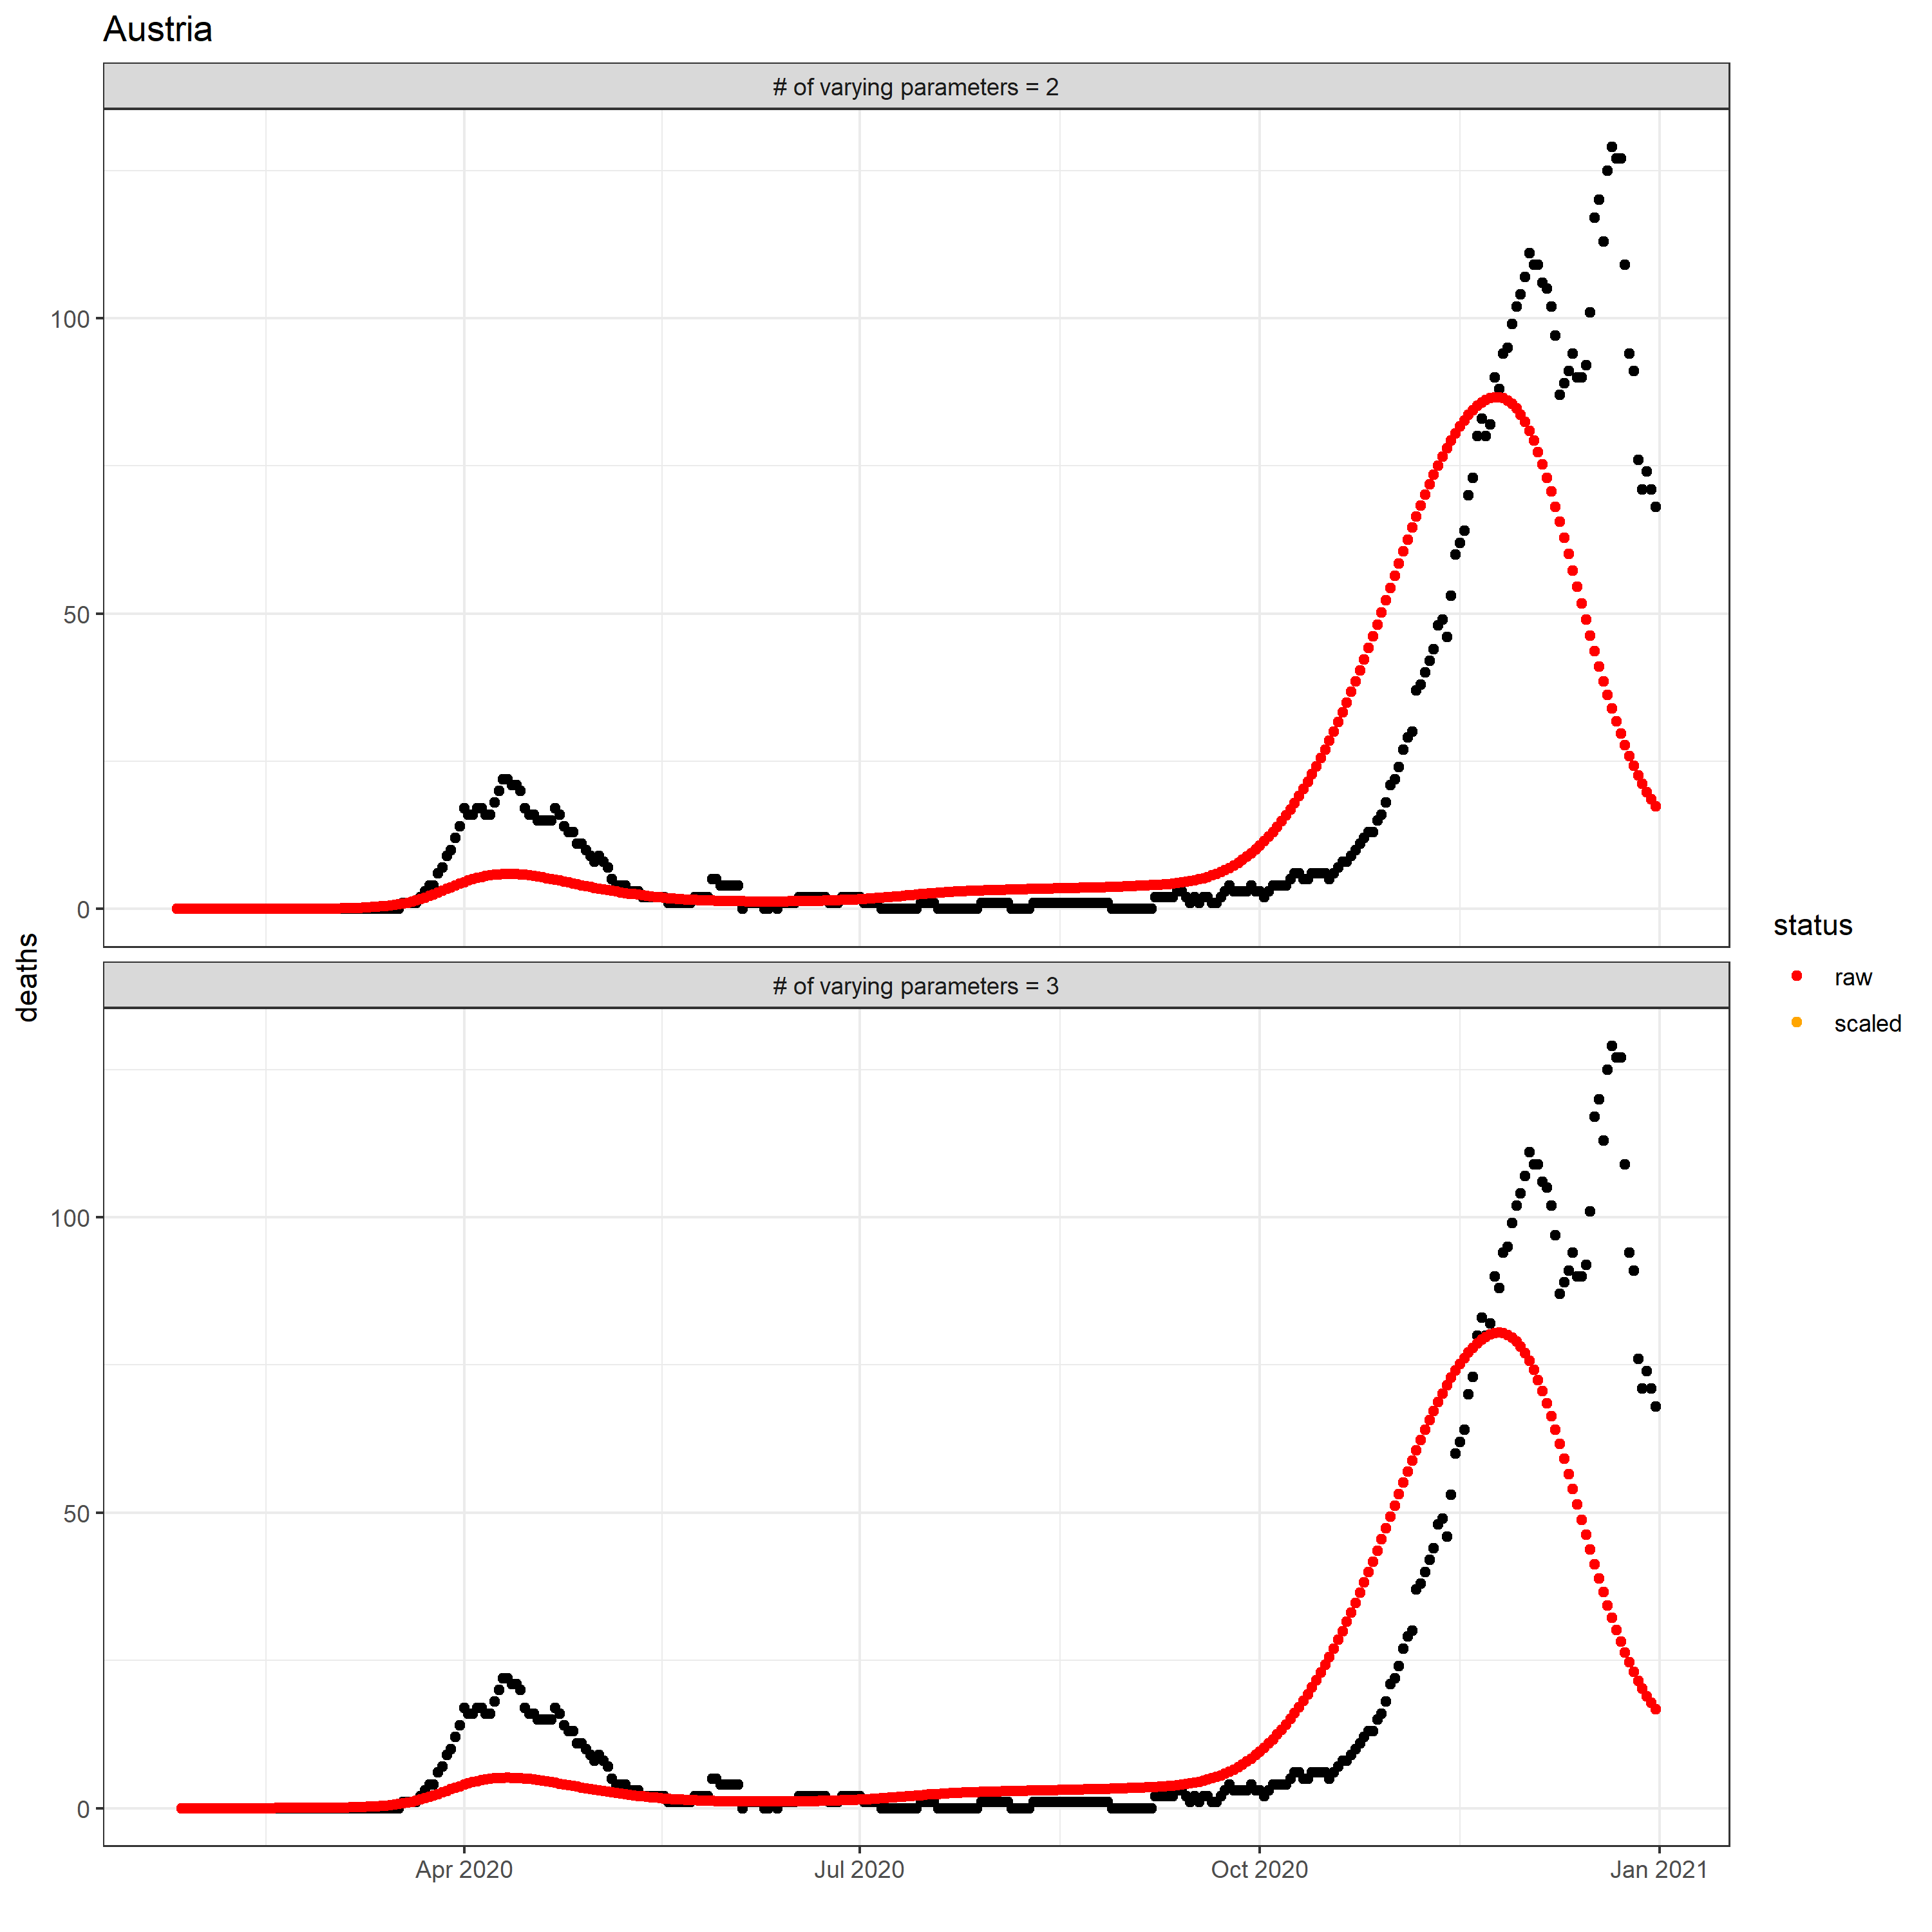 Austria
# of varying parameters = 2
100
50
0
deaths
# of varying parameters = 3
100
50
0
Apr 2020
Jul 2020
Oct 2020
Jan 2021
status
raw
scaled